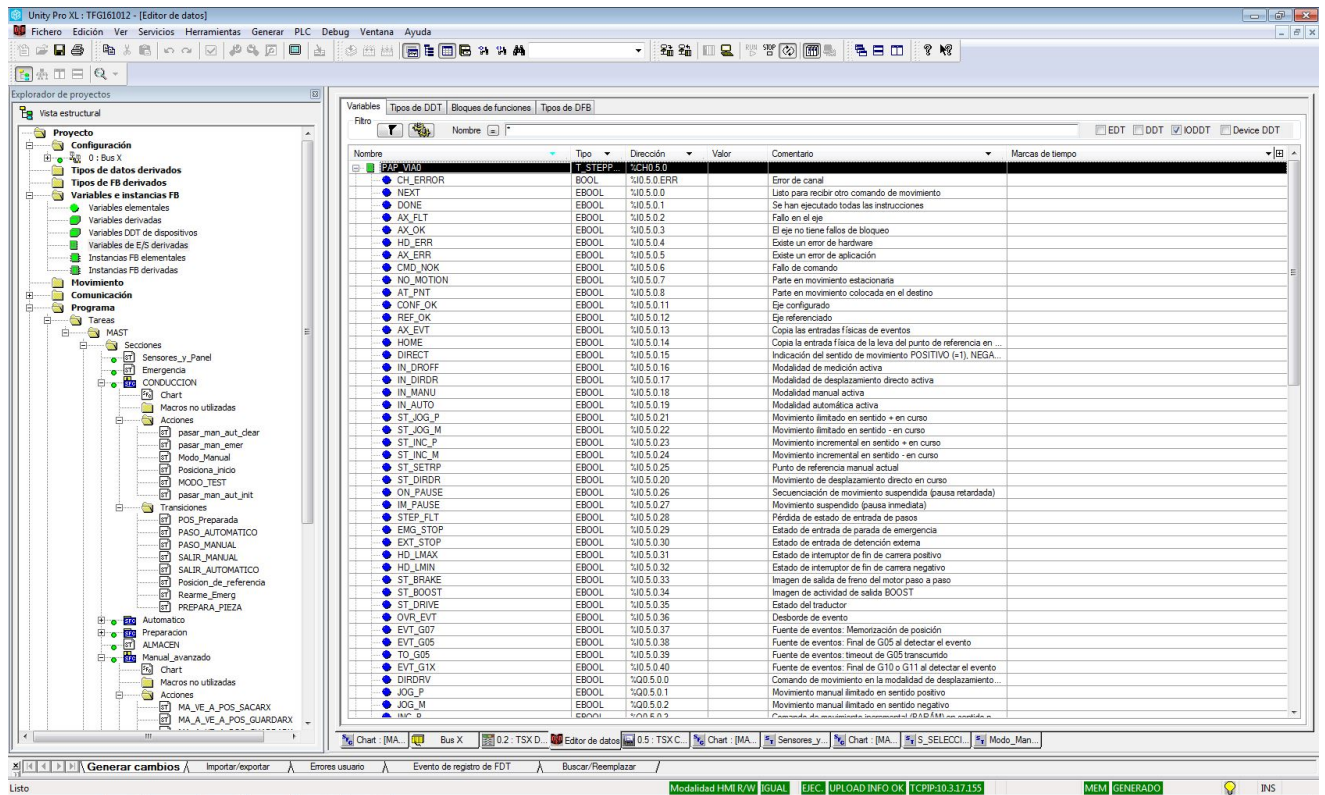 Unity Pro XL : TFG161012 - [Editor de datos]
Fichero Edición Ver Servicios Herramientas Generar PLC Debug Ventana Ayuda
Explorador de proyectos
Vista estructural
Proyecto
Configuración
0 : Bus X
Tipos de datos derivados
Tipos de FB derivados
Variables e instancias FB
Variables elementales
Variables derivadas
Variables DDT de dispositivos
Variables de E/S derivadas
Instancias FB elementales
Instancias FB derivadas
Movimiento
Comunicación
Programa
Tareas
MAST
Secciones
Sensores_y_Panel
Emergencia
CONDUCCION
Chart
Macros no utilizadas
Acciones
pasar_man_aut_clear
pasar_man_emer
Modo_Manual
Posiciona_inicio
MODO_TEST
pasar_man_aut_init
Transiciones
POS_Preparada
PASO_AUTOMATICO
PASO_MANUAL
SALIR_MANUAL
SALIR_AUTOMATICO
Posicion_de_referencia
Rearme_Emerg
PREPARA_PIEZA
Automatico
Preparacion
ALMACEN
Manual_avanzado
Chart
Macros no utilizadas
Acciones
MA_VE_A_POS_SACARX
MA_A_VE_A_POS_GUARDARX
Variables Tipos de DDT Bloques de funciones Tipos de DFB
Filtro
Nombre = * EDT DDT IODDT Device DDT
Nombre Tipo Dirección Valor Comentario Marcas de tiempo
PAP_VIA0 T_STEPP... %CH0.5.0
CH_ERROR BOOL %I0.5.0.ERR Error de canal
NEXT EBOOL %I0.5.0.0 Listo para recibir otro comando de movimiento
DONE EBOOL %I0.5.0.1 Se han ejecutado todas las instrucciones
AX_FLT EBOOL %I0.5.0.2 Fallo en el eje
AX_OK EBOOL %I0.5.0.3 El eje no tiene fallos de bloqueo
HD_ERR EBOOL %I0.5.0.4 Existe un error de hardware
AX_ERR EBOOL %I0.5.0.5 Existe un error de aplicación
CMD_NOK EBOOL %I0.5.0.6 Fallo de comando
NO_MOTION EBOOL %I0.5.0.7 Parte en movimiento estacionaria
AT_PNT EBOOL %I0.5.0.8 Parte en movimiento colocada en el destino
CONF_OK EBOOL %I0.5.0.11 Eje configurado
REF_OK EBOOL %I0.5.0.12 Eje referenciado
AX_EVT EBOOL %I0.5.0.13 Copia las entradas físicas de eventos
HOME EBOOL %I0.5.0.14 Copia la entrada física de la leva del punto de referencia en ...
DIRECT EBOOL %I0.5.0.15 Indicación del sentido de movimiento POSITIVO (=1), NEGA...
IN_DROFF EBOOL %I0.5.0.16 Modalidad de medición activa
IN_DIRDR EBOOL %I0.5.0.17 Modalidad de desplazamiento directo activa
IN_MANU EBOOL %I0.5.0.18 Modalidad manual activa
IN_AUTO EBOOL %I0.5.0.19 Modalidad automática activa
ST_JOG_P EBOOL %I0.5.0.21 Movimiento ilimitado en sentido + en curso
ST_JOG_M EBOOL %I0.5.0.22 Movimiento ilimitado en sentido - en curso
ST_INC_P EBOOL %I0.5.0.23 Movimiento incremental en sentido + en curso
ST_INC_M EBOOL %I0.5.0.24 Movimiento incremental en sentido - en curso
ST_SETRP EBOOL %I0.5.0.25 Punto de referencia manual actual
ST_DIRDR EBOOL %I0.5.0.20 Movimiento de desplazamiento directo en curso
ON_PAUSE EBOOL %I0.5.0.26 Secuenciación de movimiento suspendida (pausa retardada)
IM_PAUSE EBOOL %I0.5.0.27 Movimiento suspendido (pausa inmediata)
STEP_FLT EBOOL %I0.5.0.28 Pérdida de estado de entrada de pasos
EMG_STOP EBOOL %I0.5.0.29 Estado de entrada de parada de emergencia
EXT_STOP EBOOL %I0.5.0.30 Estado de entrada de detención externa
HD_LMAX EBOOL %I0.5.0.31 Estado de interruptor de fin de carrera positivo
HD_LMIN EBOOL %I0.5.0.32 Estado de interruptor de fin de carrera negativo
ST_BRAKE EBOOL %I0.5.0.33 Imagen de salida de freno del motor paso a paso
ST_BOOST EBOOL %I0.5.0.34 Imagen de actividad de salida BOOST
ST_DRIVE EBOOL %I0.5.0.35 Estado del traductor
OVR_EVT EBOOL %I0.5.0.36 Desborde de evento
EVT_G07 EBOOL %I0.5.0.37 Fuente de eventos: Memorización de posición
EVT_G05 EBOOL %I0.5.0.38 Fuente de eventos: Final de G05 al detectar el evento
TO_G05 EBOOL %I0.5.0.39 Fuente de eventos: timeout de G05 transcurrido
EVT_G1X EBOOL %I0.5.0.40 Fuente de eventos: Final de G10 o G11 al detectar el evento
DIRDRV EBOOL %Q0.5.0.0 Comando de movimiento en la modalidad de desplazamiento...
JOG_P EBOOL %Q0.5.0.1 Movimiento manual ilimitado en sentido positivo
JOG_M EBOOL %Q0.5.0.2 Movimiento manual ilimitado en sentido negativo
INC_P EBOOL %Q0.5.0.3 Comando de movimiento incremental (PARAM) en sentido p...
Chart : [MA... Bus X 0.2 : TSX D... Editor de datos 0.5 : TSX C... Chart : [MA... Sensores_y... Chart : [MA... S_SELECCI... Modo_Man...
Generar cambios Importar/exportar Errores usuario Evento de registro de FDT Buscar/Reemplazar
Listo Modalidad HMI R/W IGUAL EJEC. UPLOAD INFO OK TCPIP:10.3.17.155 MEM GENERADO INS